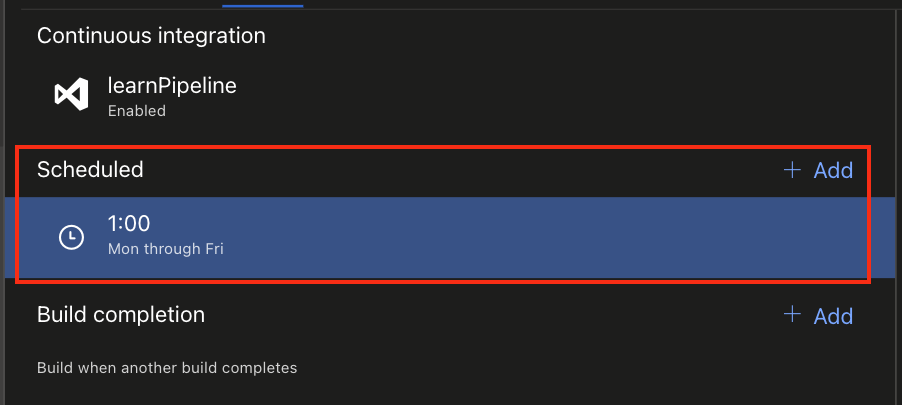 Continuous integration
learnPipeline
Enabled
Scheduled
+ Add
1:00
Mon through Fri
Build completion
+ Add
Build when another build completes